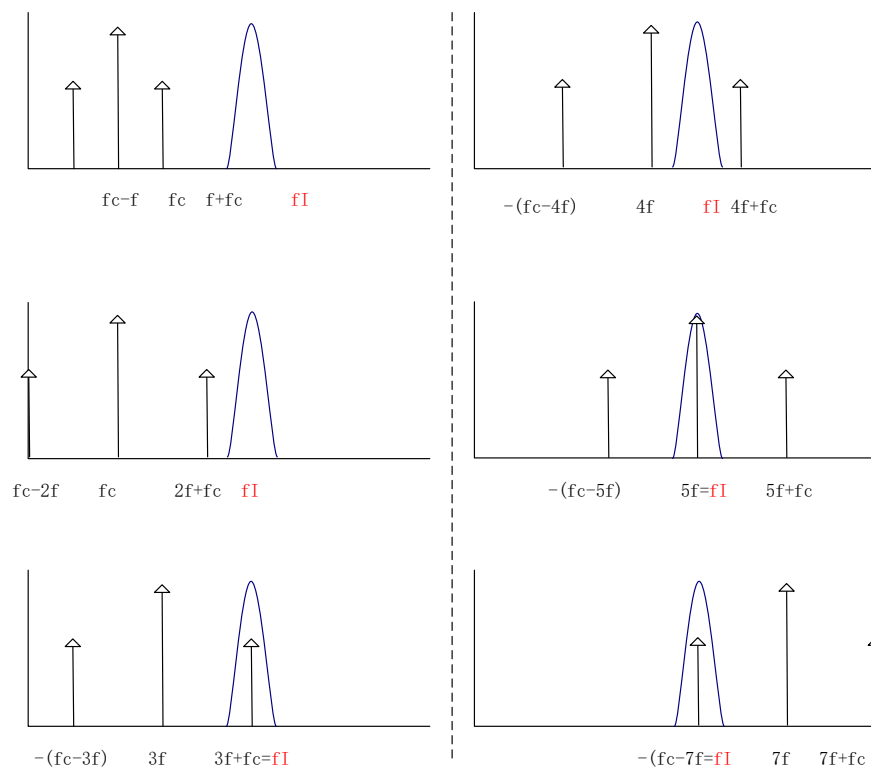 fc-f fc f+fc fI
fc-2f fc 2f+fc fI
-(fc-3f) 3f 3f+fc=fI
-(fc-4f) 4f fI 4f+fc
-(fc-5f) 5f=fI 5f+fc
-(fc-7f=fI 7f 7f+fc